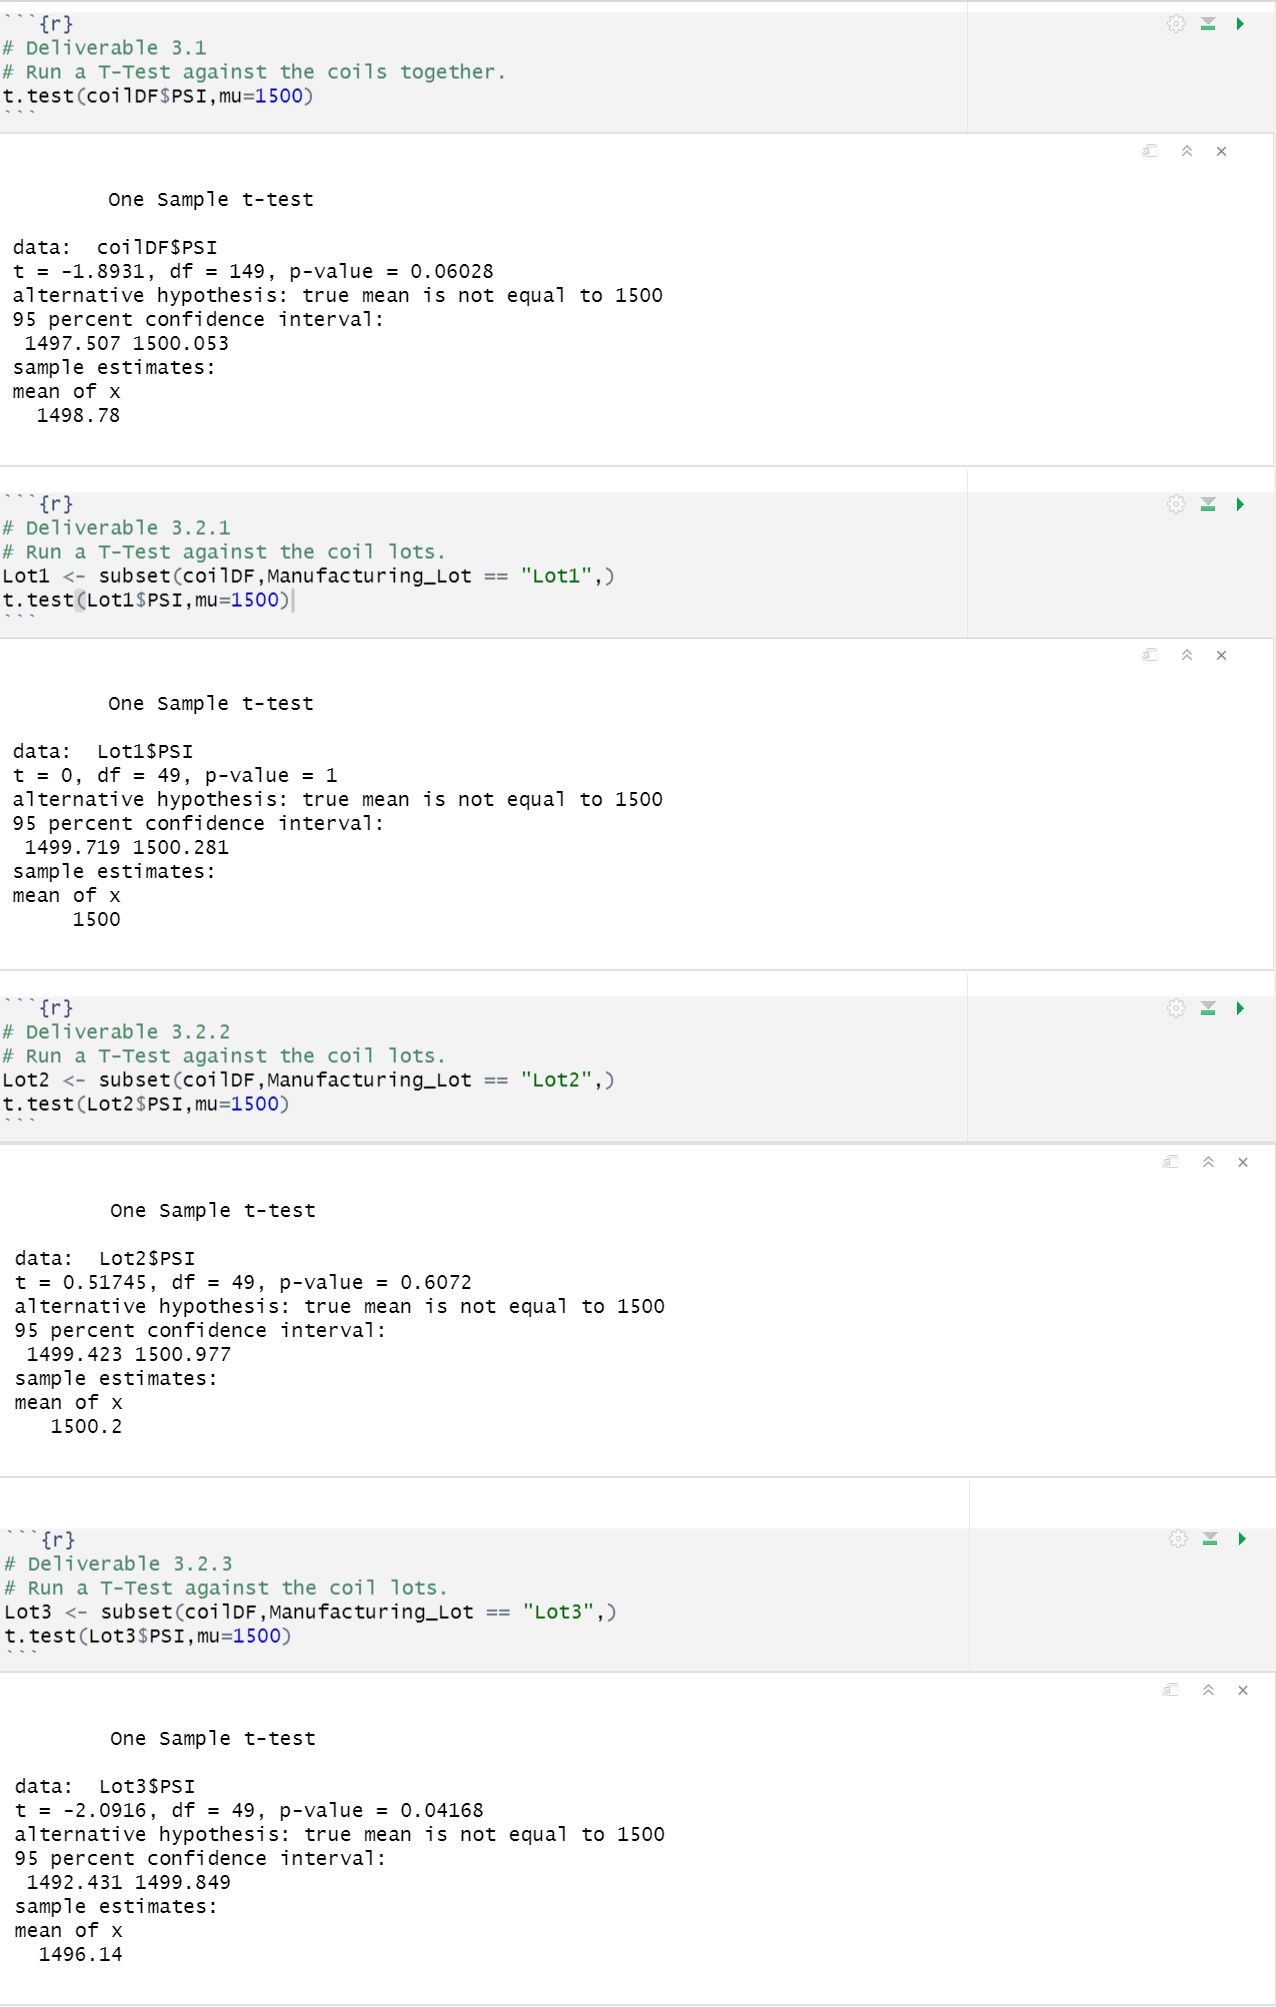 ```{r}
# Deliverable 3.1
# Run a T-Test against the coils together.
t.test(coilDF$PSI,mu=1500)
```
One Sample t-test
data:  coilDF$PSI
t = -1.8931, df = 149, p-value = 0.06028
alternative hypothesis: true mean is not equal to 1500
95 percent confidence interval:
1497.507 1500.053
sample estimates:
mean of x
1498.78
```{r}
# Deliverable 3.2.1
# Run a T-Test against the coil lots.
Lot1 <- subset(coilDF,Manufacturing_Lot == "Lot1",)
t.test(Lot1$PSI,mu=1500)
```
One Sample t-test
data:  Lot1$PSI
t = 0, df = 49, p-value = 1
alternative hypothesis: true mean is not equal to 1500
95 percent confidence interval:
1499.719 1500.281
sample estimates:
mean of x
1500
```{r}
# Deliverable 3.2.2
# Run a T-Test against the coil lots.
Lot2 <- subset(coilDF,Manufacturing_Lot == "Lot2",)
t.test(Lot2$PSI,mu=1500)
```
One Sample t-test
data:  Lot2$PSI
t = 0.51745, df = 49, p-value = 0.6072
alternative hypothesis: true mean is not equal to 1500
95 percent confidence interval:
1499.423 1500.977
sample estimates:
mean of x
1500.2
```{r}
# Deliverable 3.2.3
# Run a T-Test against the coil lots.
Lot3 <- subset(coilDF,Manufacturing_Lot == "Lot3",)
t.test(Lot3$PSI,mu=1500)
```
One Sample t-test
data:  Lot3$PSI
t = -2.0916, df = 49, p-value = 0.04168
alternative hypothesis: true mean is not equal to 1500
95 percent confidence interval:
1492.431 1499.849
sample estimates:
mean of x
1496.14